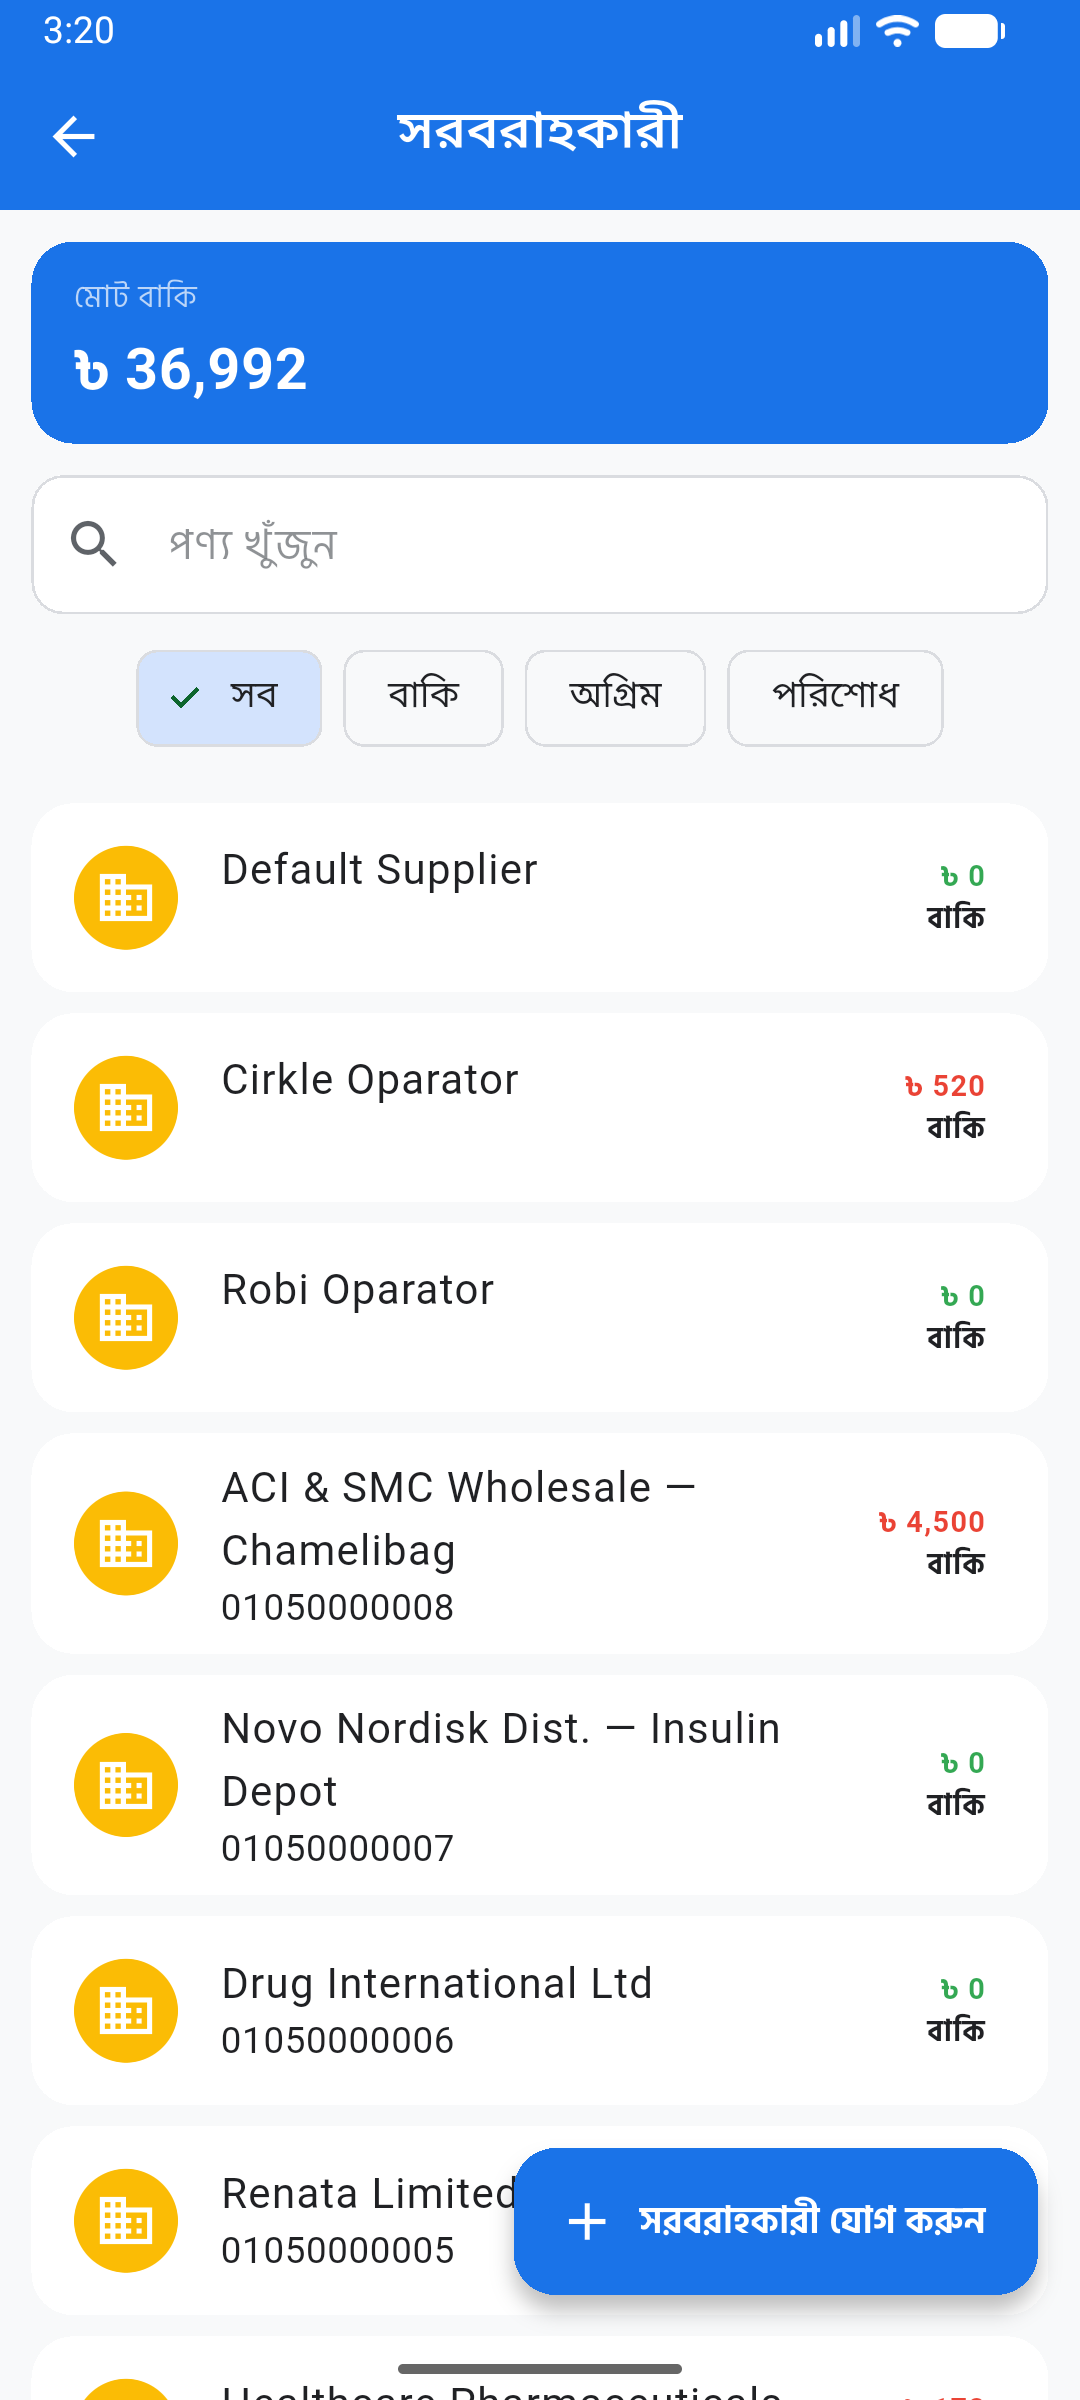 3:20
সরবরাহকারী
মোট বাকি
৳ 36,992
পণ্য খুঁজুন
সব
বাকি
অগ্রিম
পরিশোধ
Default Supplier
৳ 0
বাকি
Cirkle Oparator
৳ 520
বাকি
Robi Oparator
৳ 0
বাকি
ACI & SMC Wholesale —
Chamelibag
01050000008
৳ 4,500
বাকি
Novo Nordisk Dist. — Insulin
Depot
01050000007
৳ 0
বাকি
Drug International Ltd
01050000006
৳ 0
বাকি
Renata Limited
01050000005
সরবরাহকারী যোগ করুন
Healthcare Pharmaceuticals